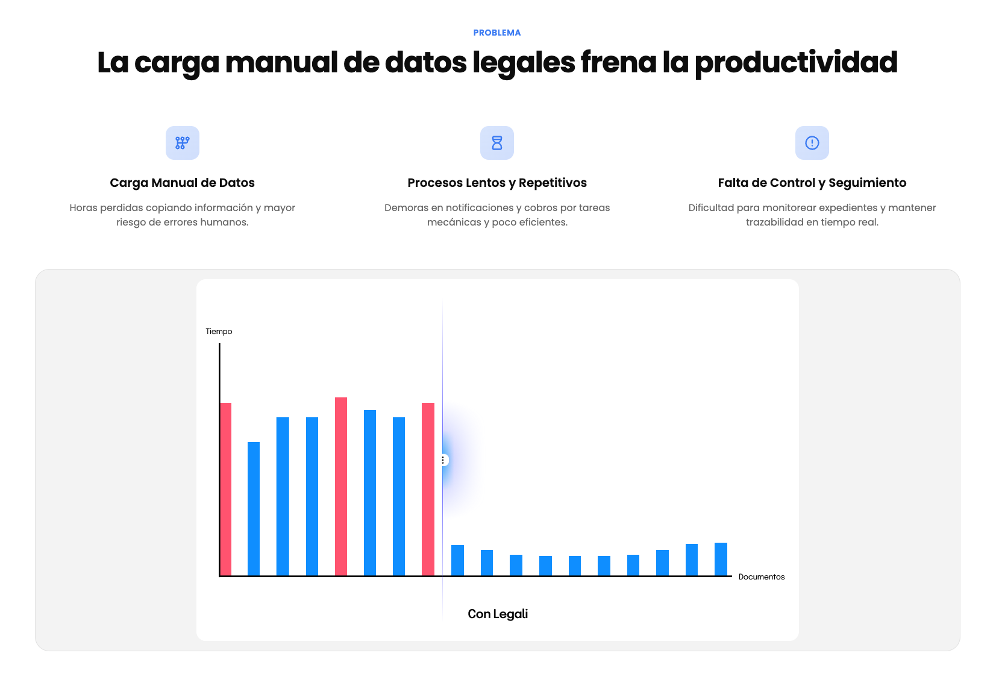 PROBLEMA
La carga manual de datos legales frena la productividad
Carga Manual de Datos
Horas perdidas copiando información y mayor
riesgo de errores humanos.
Procesos Lentos y Repetitivos
Demoras en notificaciones y cobros por tareas
mecánicas y poco eficientes.
Falta de Control y Seguimiento
Dificultad para monitorear expedientes y mantener
trazabilidad en tiempo real.
Tiempo
Documentos
Con Legali